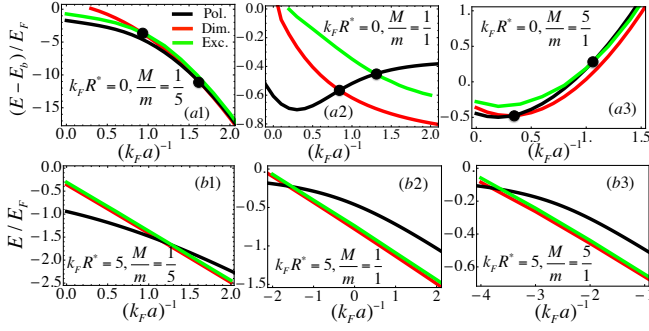 (E − E_b) / E_F
0
−5
−10
−15
Pol.
Dim.
Exc.
k_F R* = 0, M/m = 1/5
(a1)
0.0 0.5 1.0 1.5 2.0
(k_F a)^{-1}
0.0
−0.2
−0.4
−0.6
−0.8
k_F R* = 0, M/m = 1/1
(a2)
0.0 0.5 1.0 1.5 2.0
(k_F a)^{-1}
1.0
0.5
0.0
−0.5
k_F R* = 0, M/m = 5/1
(a3)
0. 0.5 1.0 1.5
(k_F a)^{-1}
E / E_F
0.0
−0.5
−1.0
−1.5
−2.0
−2.5
(b1)
k_F R* = 5, M/m = 1/5
0.0 0.5 1.0 1.5 2.0
(k_F a)^{-1}
0.
−0.5
−1.
−1.5
(b2)
k_F R* = 5, M/m = 1/1
−2 −1 0 1 2
(k_F a)^{-1}
0.0
−0.2
−0.4
−0.6
(b3)
k_F R* = 5, M/m = 5/1
−4 −3 −2 −1
(k_F a)^{-1}